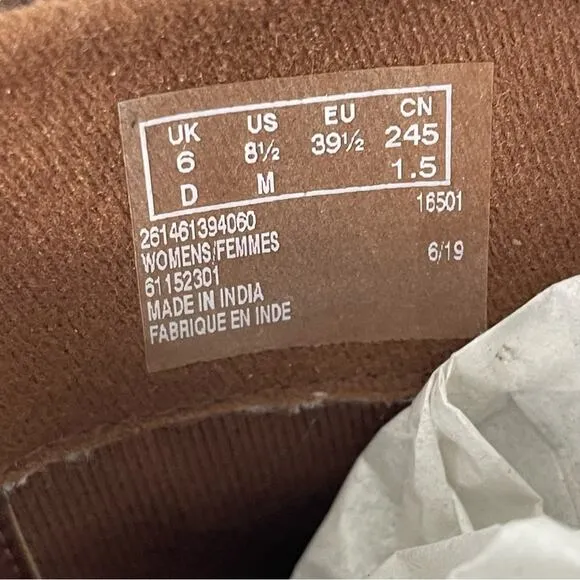 UK US EU CN
6 8½ 39½ 245
D M 1.5
16501
261461394060
WOMENS/FEMMES 6/19
61152301
MADE IN INDIA
FABRIQUE EN INDE